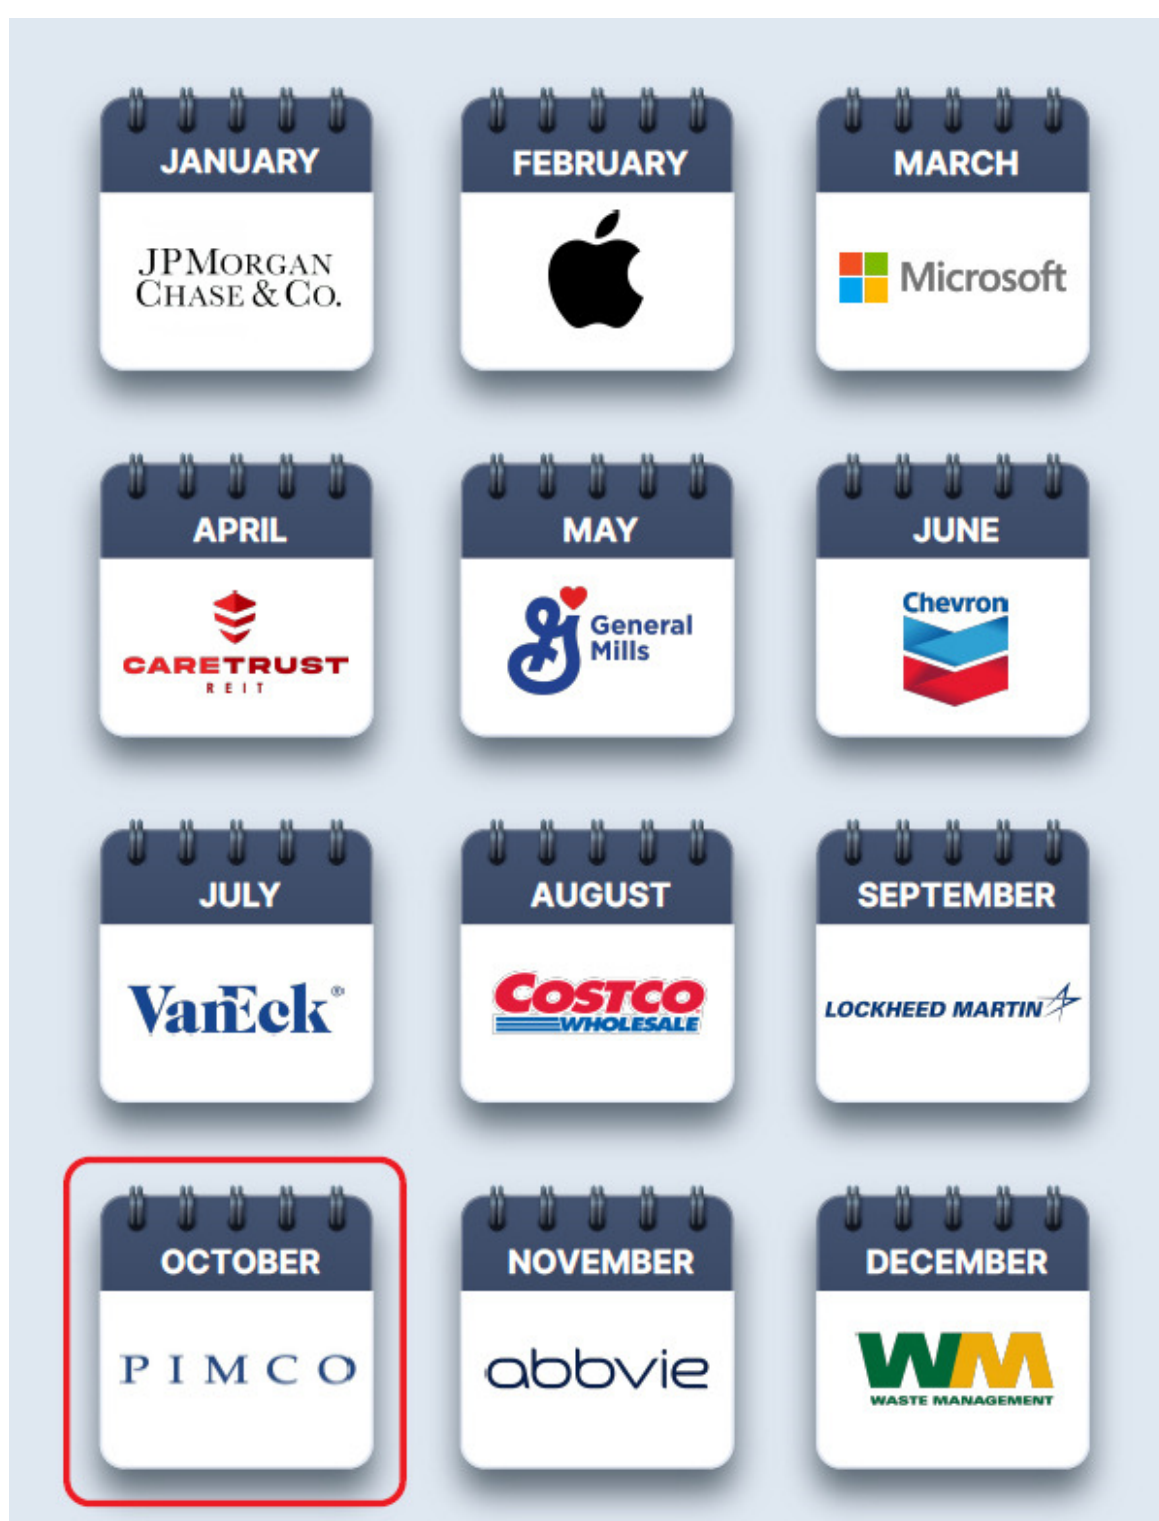 JANUARY
FEBRUARY
MARCH
JPMORGAN
CHASE & CO.
Microsoft
APRIL
MAY
JUNE
CARETRUST
REIT
General
Mills
Chevron
JULY
AUGUST
SEPTEMBER
VanEck®
COSTCO
WHOLESALE
LOCKHEED MARTIN
OCTOBER
NOVEMBER
DECEMBER
PIMCO
abbvie
WM
WASTE MANAGEMENT